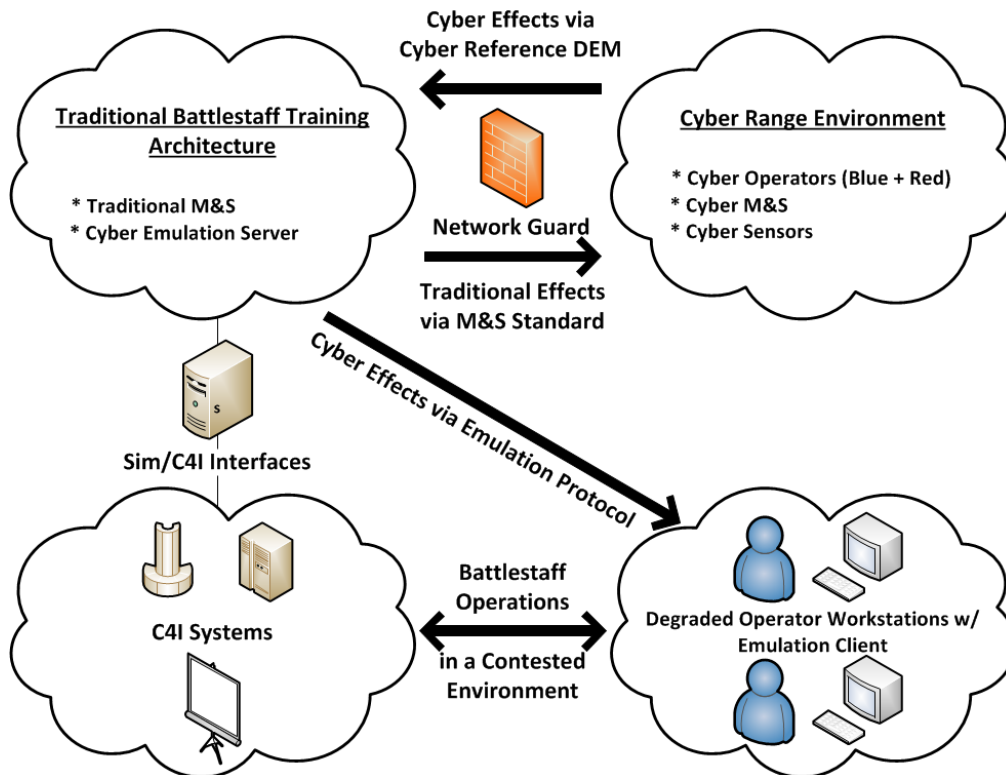 Cyber Effects via
Cyber Reference DEM
Traditional Battlestaff Training
Architecture
* Traditional M&S
* Cyber Emulation Server
Network Guard
Cyber Range Environment
* Cyber Operators (Blue + Red)
* Cyber M&S
* Cyber Sensors
Traditional Effects
via M&S Standard
Cyber Effects via Emulation Protocol
S
Sim/C4I Interfaces
C4I Systems
Battlestaff
Operations
in a Contested
Environment
Degraded Operator Workstations w/
Emulation Client